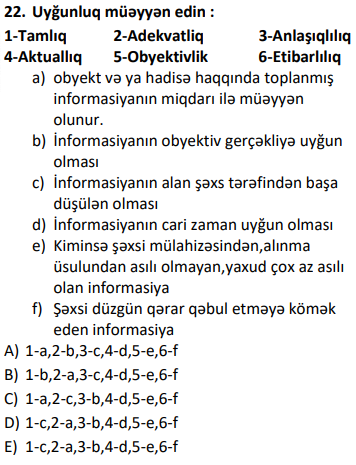 22. Uyğunluq müəyyən edin :
1-Tamlıq 2-Adekvatliq 3-Anlaşıqlılıq
4-Aktuallıq 5-Obyektivlik 6-Etibarlılıq
a) obyekt və ya hadisə haqqında toplanmış
informasiyanın miqdarı ilə müəyyən
olunur.
b) İnformasiyanın obyektiv gerçəkliyə uyğun
olması
c) İnformasiyanın alan şəxs tərəfindən başa
düşülən olması
d) İnformasiyanın cari zaman uyğun olması
e) Kiminsə şəxsi mülahizəsindən,alınma
üsulundan asılı olmayan,yaxud çox az asılı
olan informasiya
f) Şəxsi düzgün qərar qəbul etməyə kömək
edən informasiya
A) 1-a,2-b,3-c,4-d,5-e,6-f
B) 1-b,2-a,3-c,4-d,5-e,6-f
C) 1-a,2-c,3-b,4-d,5-e,6-f
D) 1-c,2-a,3-b,4-d,5-e,6-f
E) 1-c,2-a,3-b,4-d,5-e,6-f